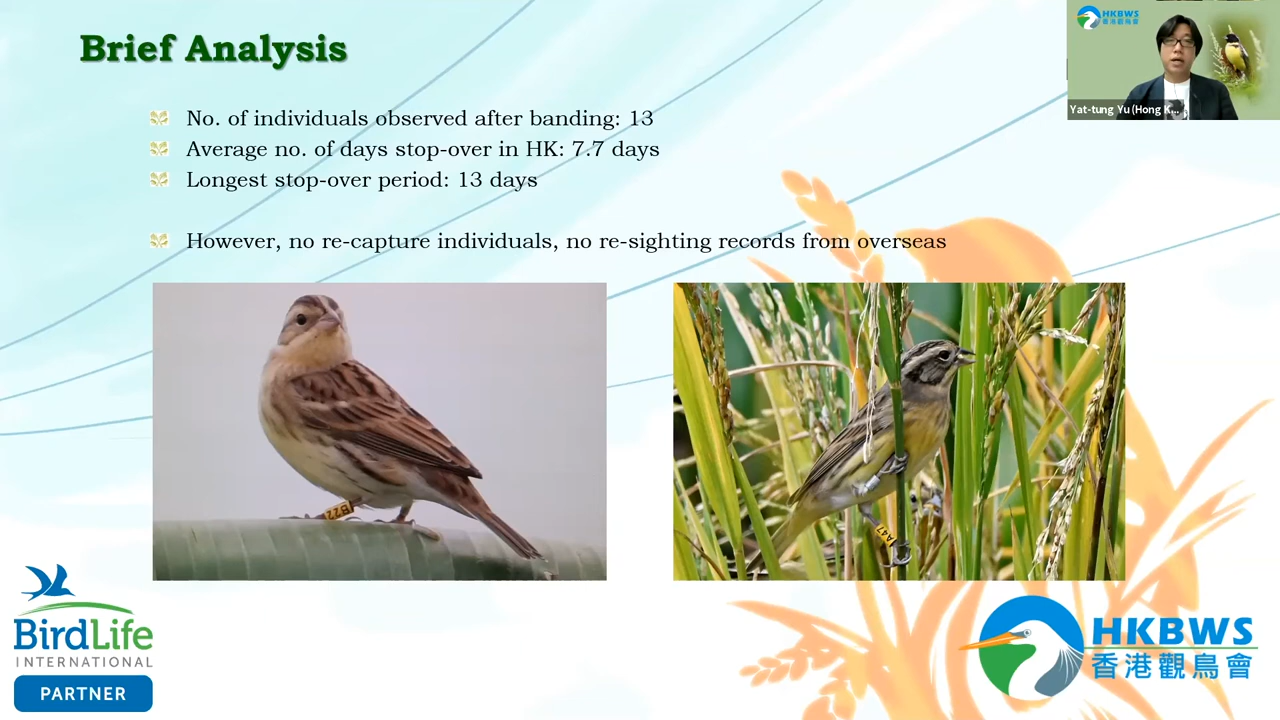 Brief Analysis
HKBWS
香港觀鳥會
Yat-tung Yu (Hong K...
No. of individuals observed after banding: 13
Average no. of days stop-over in HK: 7.7 days
Longest stop-over period: 13 days
However, no re-capture individuals, no re-sighting records from overseas
B22
A47
BirdLife
INTERNATIONAL
PARTNER
HKBWS
香港觀鳥會